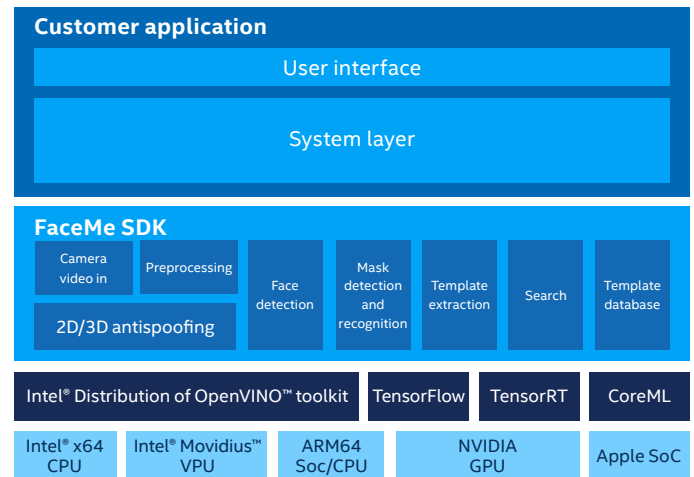 Customer application
User interface
System layer
FaceMe SDK
Camera
video in
Preprocessing
2D/3D antispoofing
Face
detection
Mask
detection
and
recognition
Template
extraction
Search
Template
database
Intel® Distribution of OpenVINO™ toolkit
TensorFlow
TensorRT
CoreML
Intel® x64
CPU
Intel® Movidius™
VPU
ARM64
Soc/CPU
NVIDIA
GPU
Apple SoC